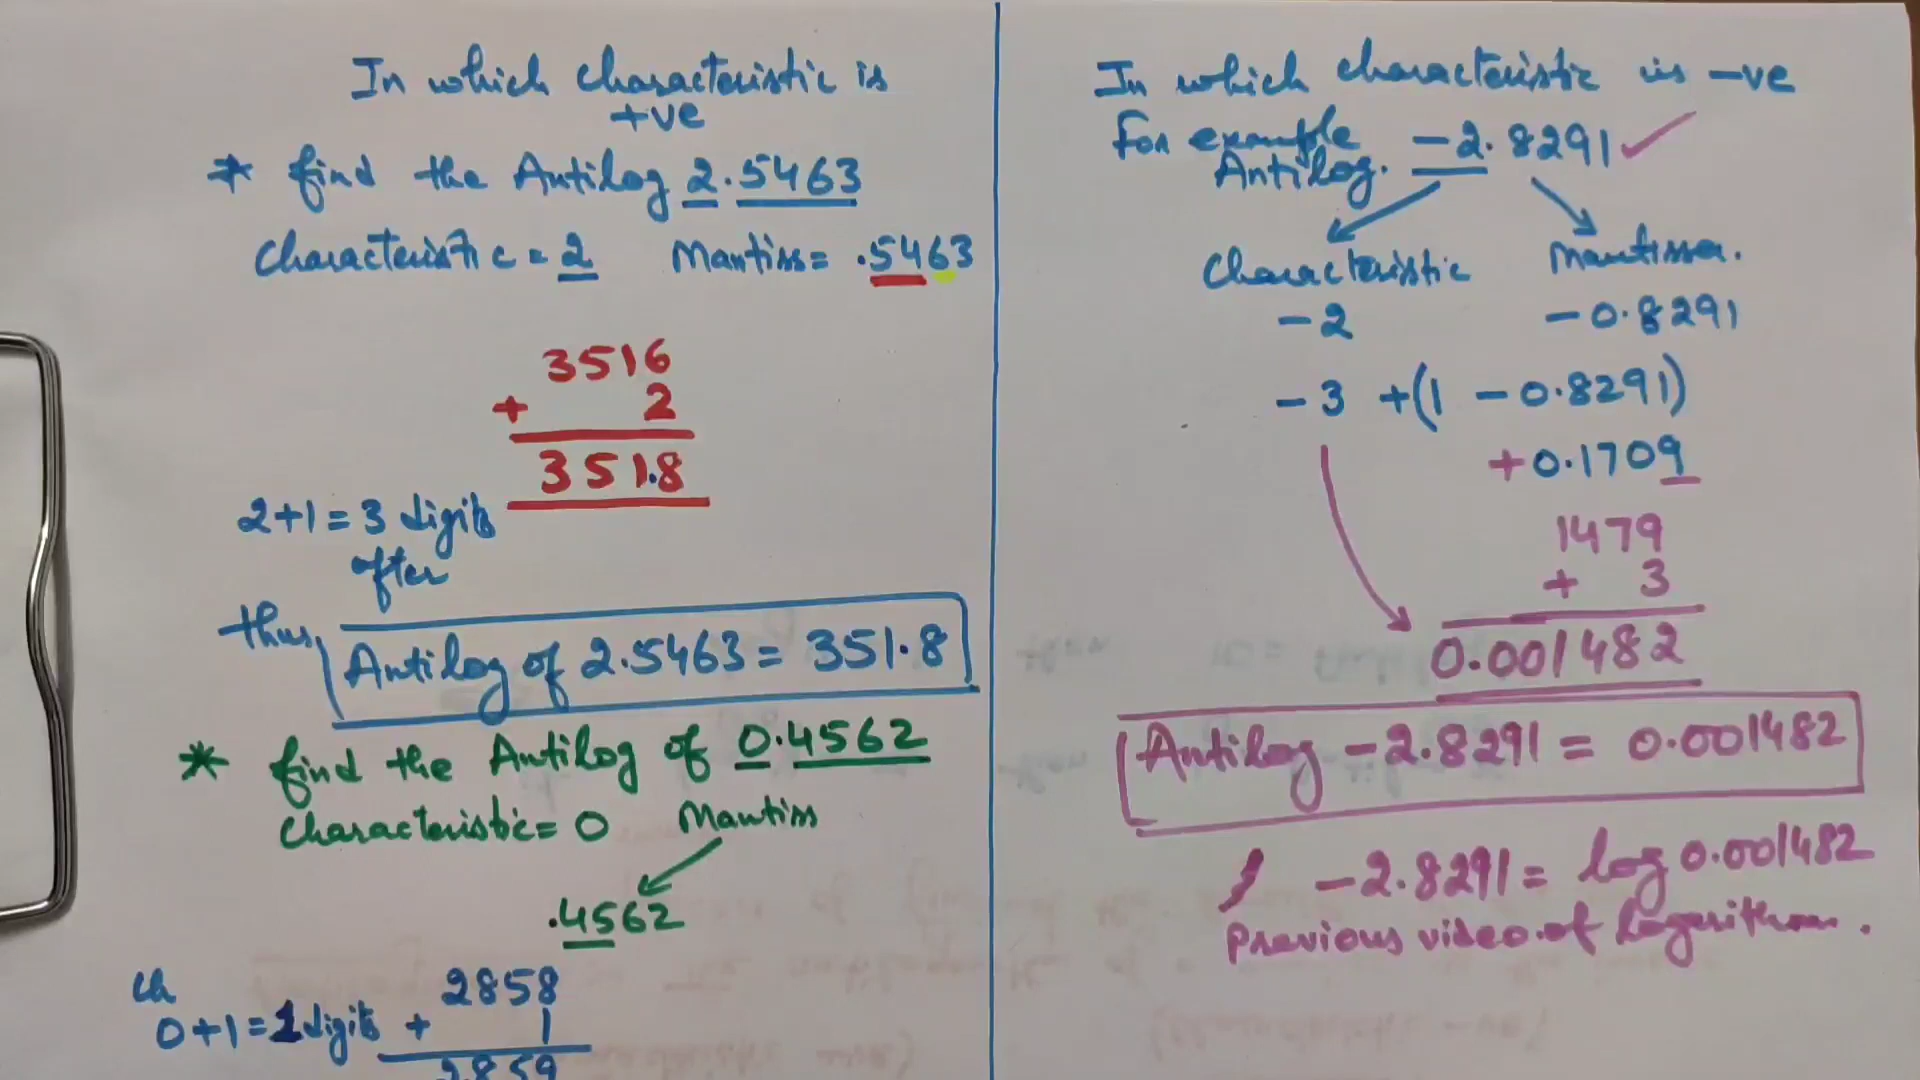 In which characteristic is
+ve
* find the Antilog 2.5463
Characteristic = 2 Mantiss = .5463
3516
+ 2
351.8
2+1 = 3 digits
after
thus,
Antilog of 2.5463 = 351.8
* find the Antilog of 0.4562
Characteristic = 0 Mantiss
.4562
Ch
2858
0+1 = 1 digits + 1
2859
In which characteristic is -ve
For example -2.8291 ✓
Antilog.
Characteristic Mantissa.
-2 -0.8291
-3 +(1 -0.8291)
+0.1709
1479
+ 3
0.001482
Antilog -2.8291 = 0.001482
-2.8291 = log 0.001482
Previous video of Logarithm.